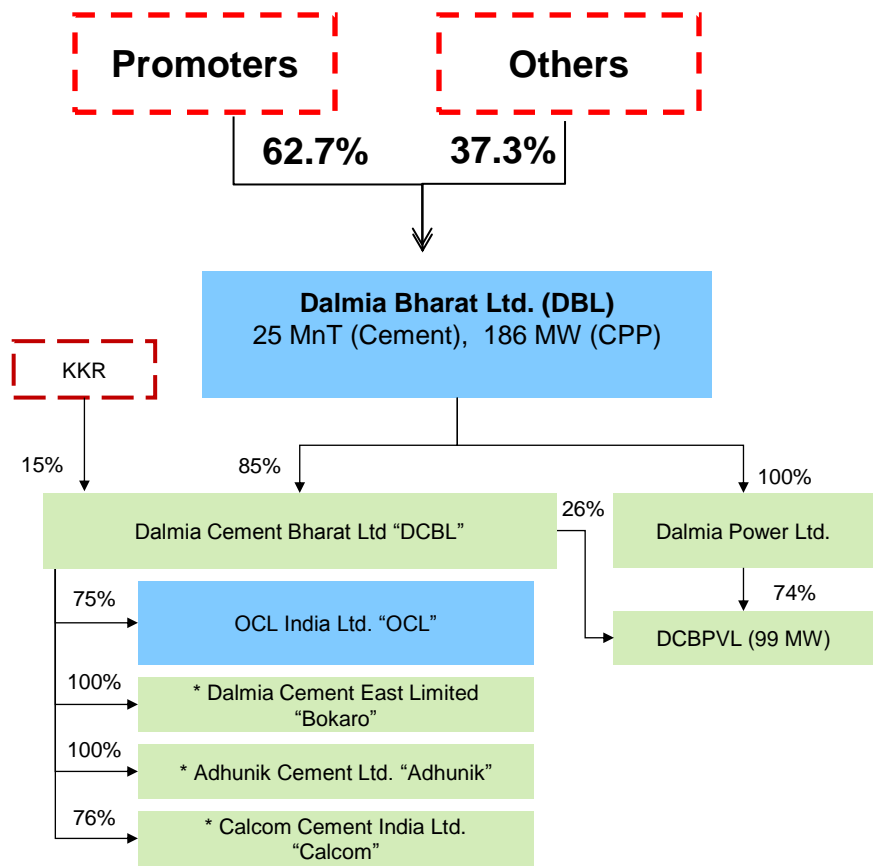 Promoters
Others
62.7%
37.3%
Dalmia Bharat Ltd. (DBL)
25 MnT (Cement), 186 MW (CPP)
KKR
15%
85%
100%
Dalmia Cement Bharat Ltd “DCBL”
26%
Dalmia Power Ltd.
75%
OCL India Ltd. “OCL”
74%
DCBPVL (99 MW)
100%
* Dalmia Cement East Limited
“Bokaro”
100%
* Adhunik Cement Ltd. “Adhunik”
76%
* Calcom Cement India Ltd.
“Calcom”